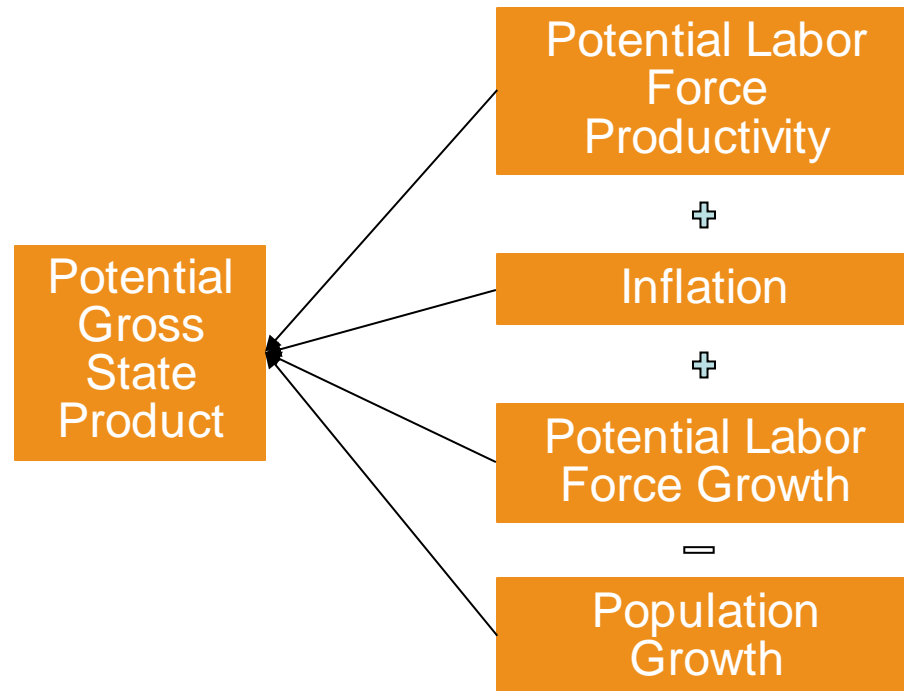 Potential Labor
Force
Productivity
+
Potential
Gross
State
Product
Inflation
+
Potential Labor
Force Growth
–
Population
Growth